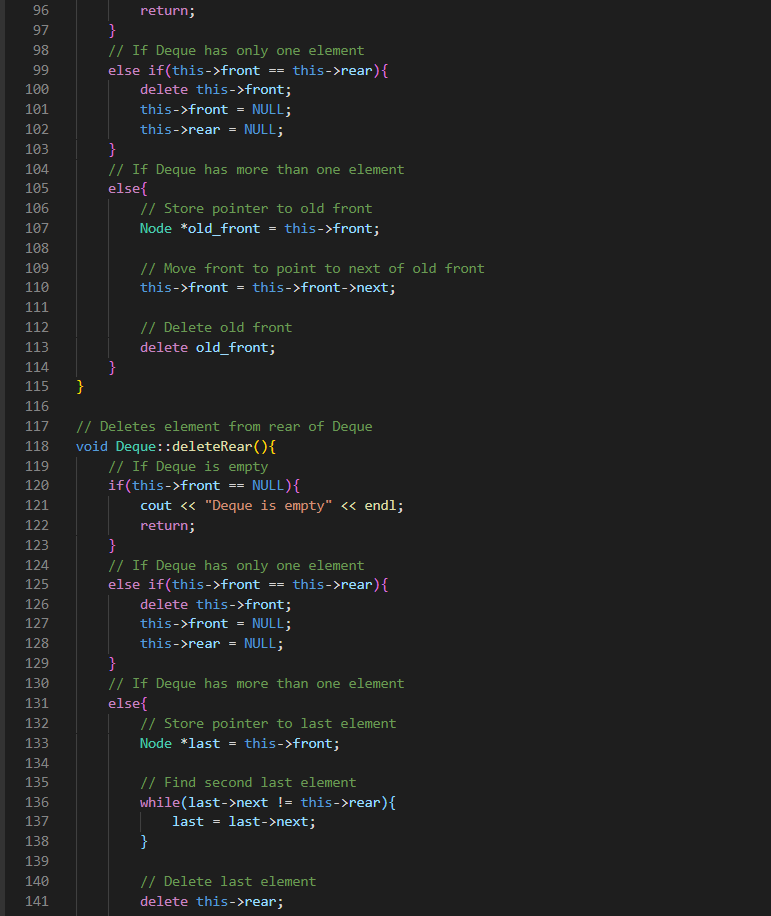 96 return;
97 }
98 // If Deque has only one element
99 else if(this->front == this->rear){
100 delete this->front;
101 this->front = NULL;
102 this->rear = NULL;
103 }
104 // If Deque has more than one element
105 else{
106 // Store pointer to old front
107 Node *old_front = this->front;
108
109 // Move front to point to next of old front
110 this->front = this->front->next;
111
112 // Delete old front
113 delete old_front;
114 }
115 }
116
117 // Deletes element from rear of Deque
118 void Deque::deleteRear(){
119 // If Deque is empty
120 if(this->front == NULL){
121 cout << "Deque is empty" << endl;
122 return;
123 }
124 // If Deque has only one element
125 else if(this->front == this->rear){
126 delete this->front;
127 this->front = NULL;
128 this->rear = NULL;
129 }
130 // If Deque has more than one element
131 else{
132 // Store pointer to last element
133 Node *last = this->front;
134
135 // Find second last element
136 while(last->next != this->rear){
137 last = last->next;
138 }
139
140 // Delete last element
141 delete this->rear;